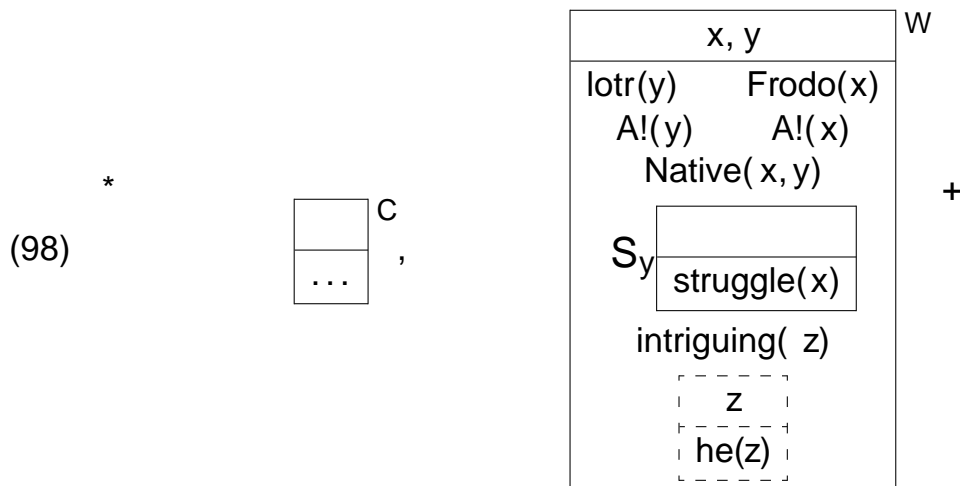 x, y W
lotr(y) Frodo(x)
A!(y) A!(x)
Native(x, y)
*
+
C
(98)
,
...
S_y
struggle(x)
intriguing( z)
z
he(z)